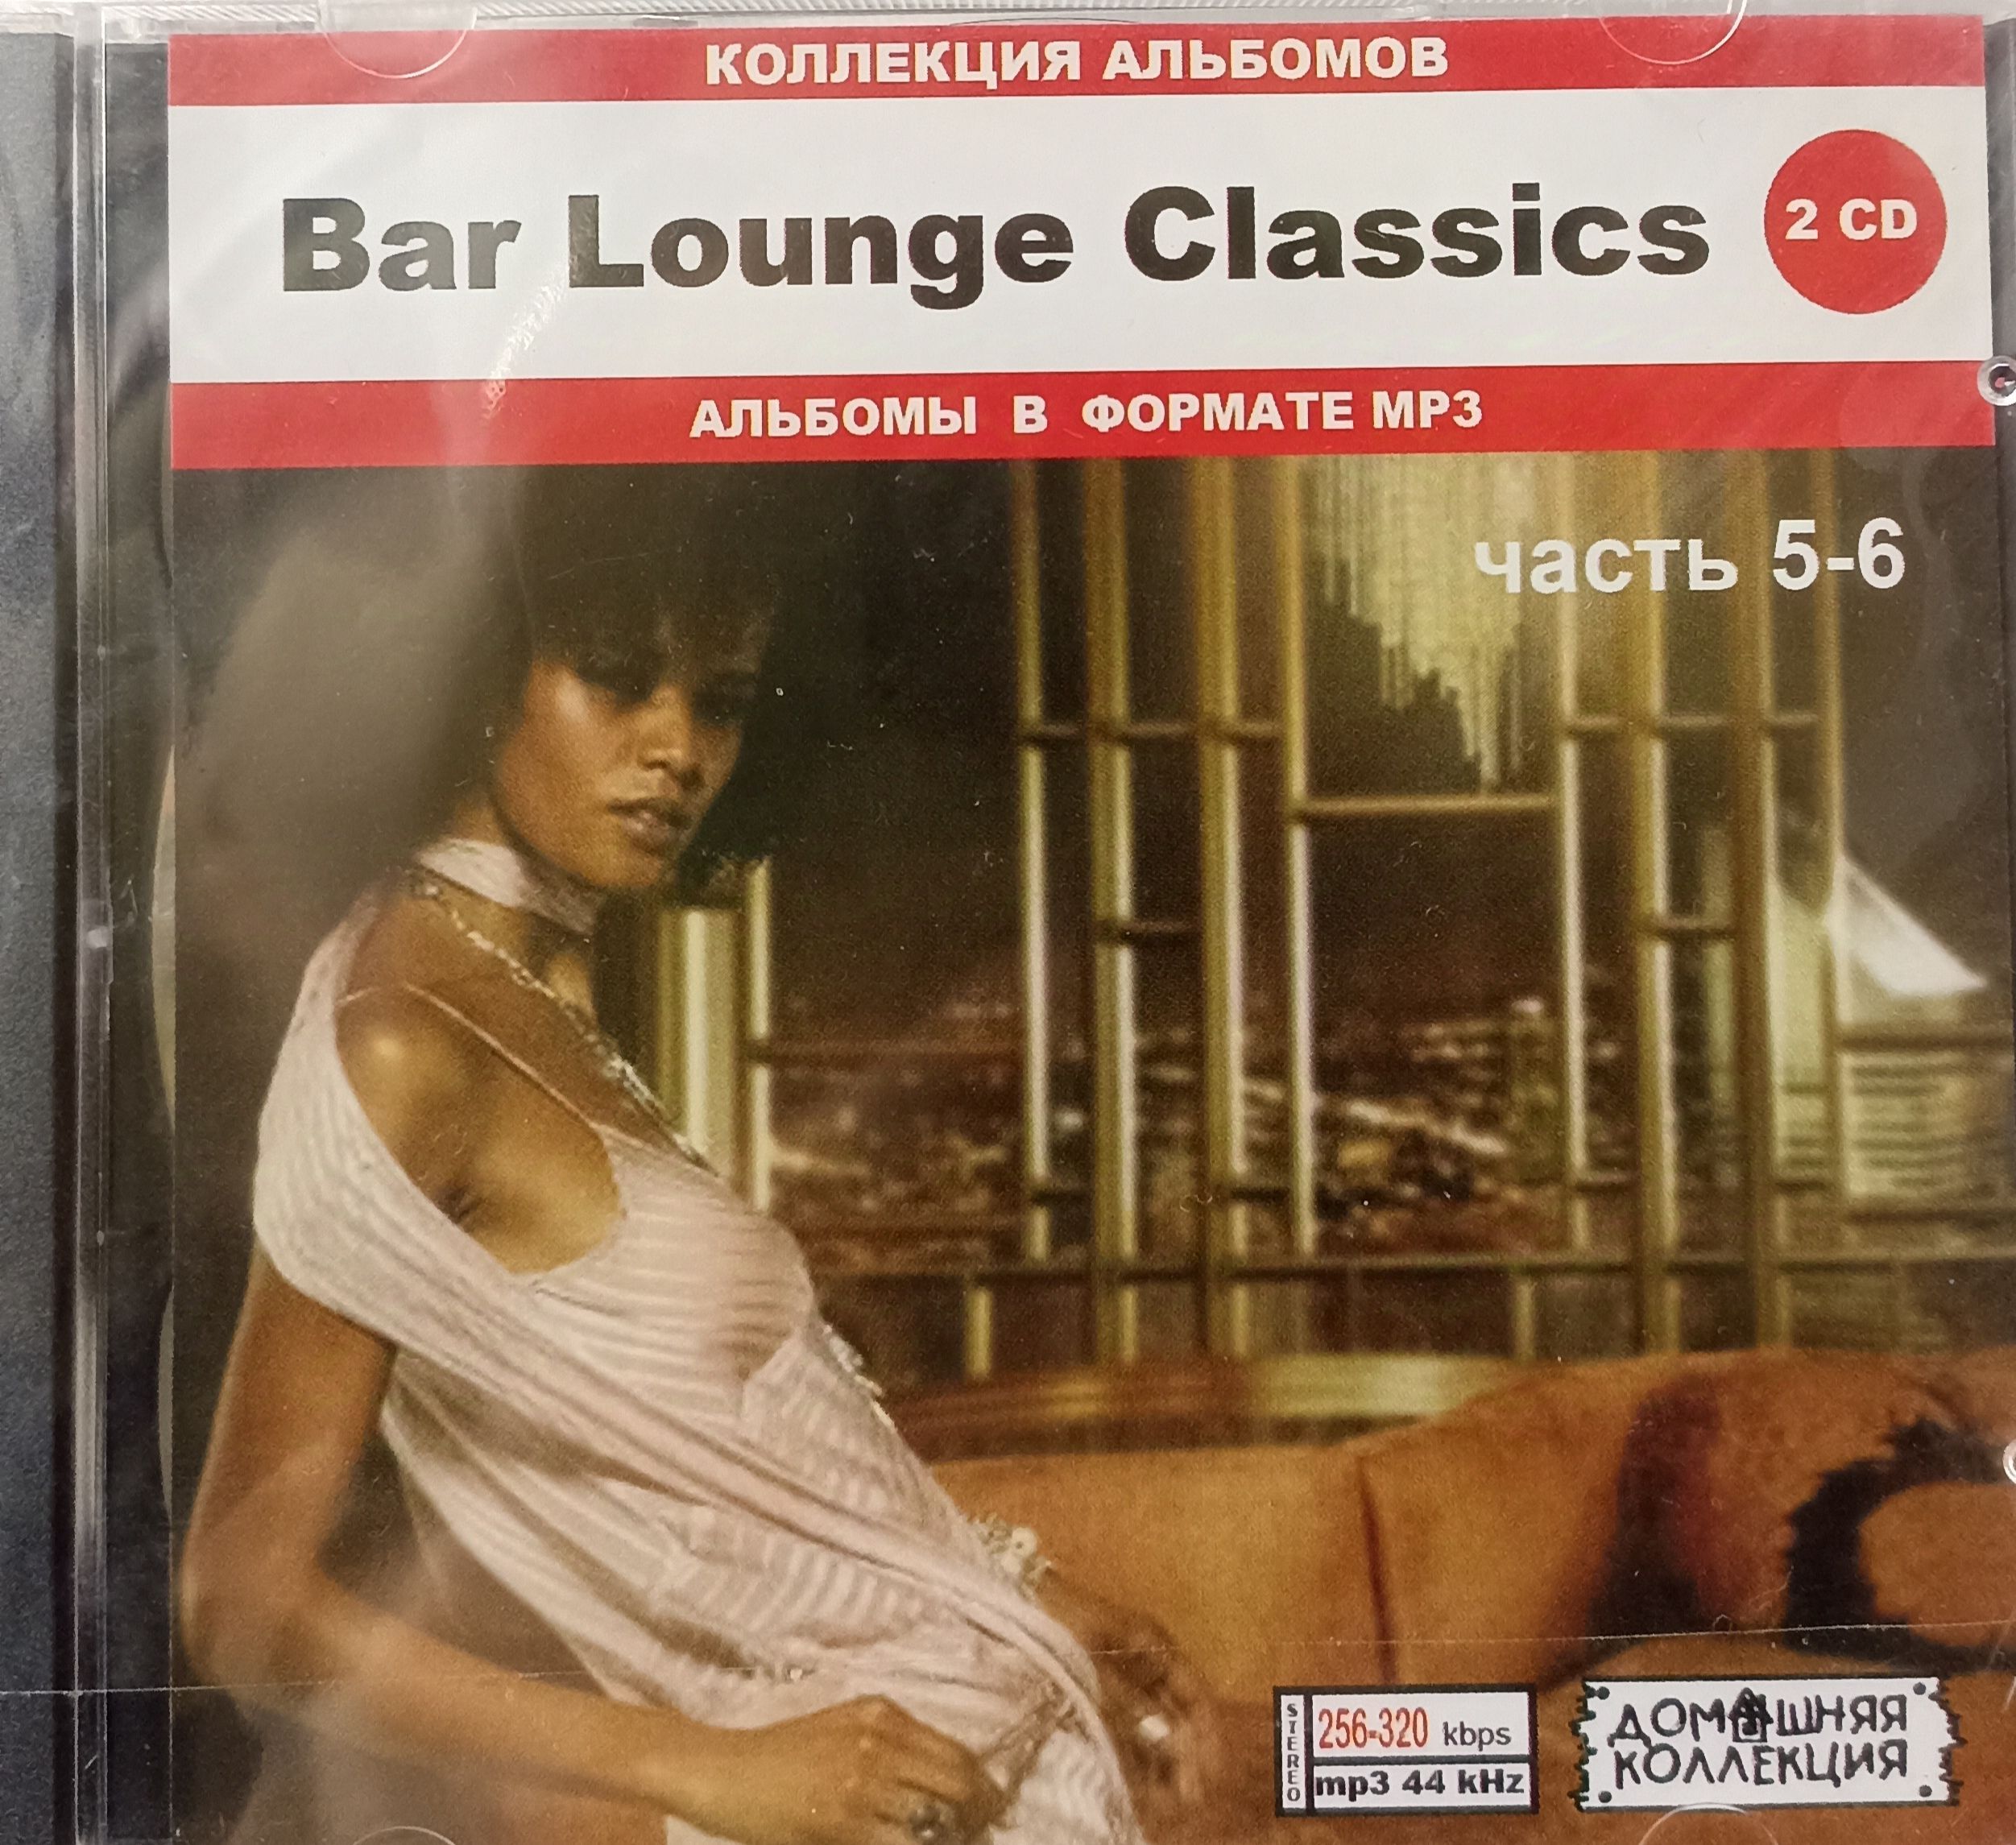 КОЛЛЕКЦИЯ АЛЬБОМОВ
Bar Lounge Classics
2 CD
АЛЬБОМЫ В ФОРМАТЕ MP3
часть 5-6
STEREO
256-320 kbps
mp3 44 kHz
ДОМАШНЯЯ
КОЛЛЕКЦИЯ